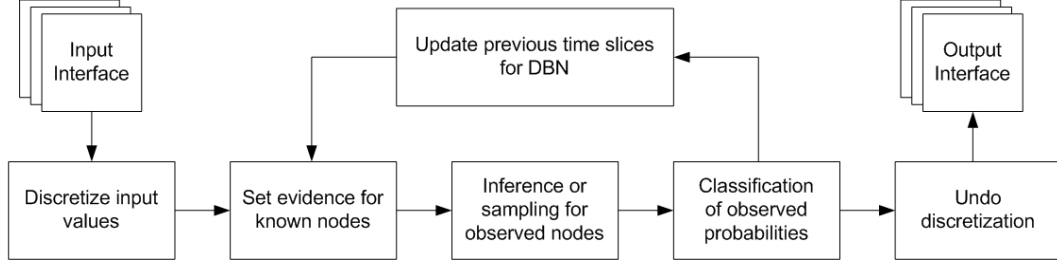 Input
Interface
Update previous time slices
for DBN
Output
Interface
Discretize input
values
Set evidence for
known nodes
Inference or
sampling for
observed nodes
Classification
of observed
probabilities
Undo
discretization